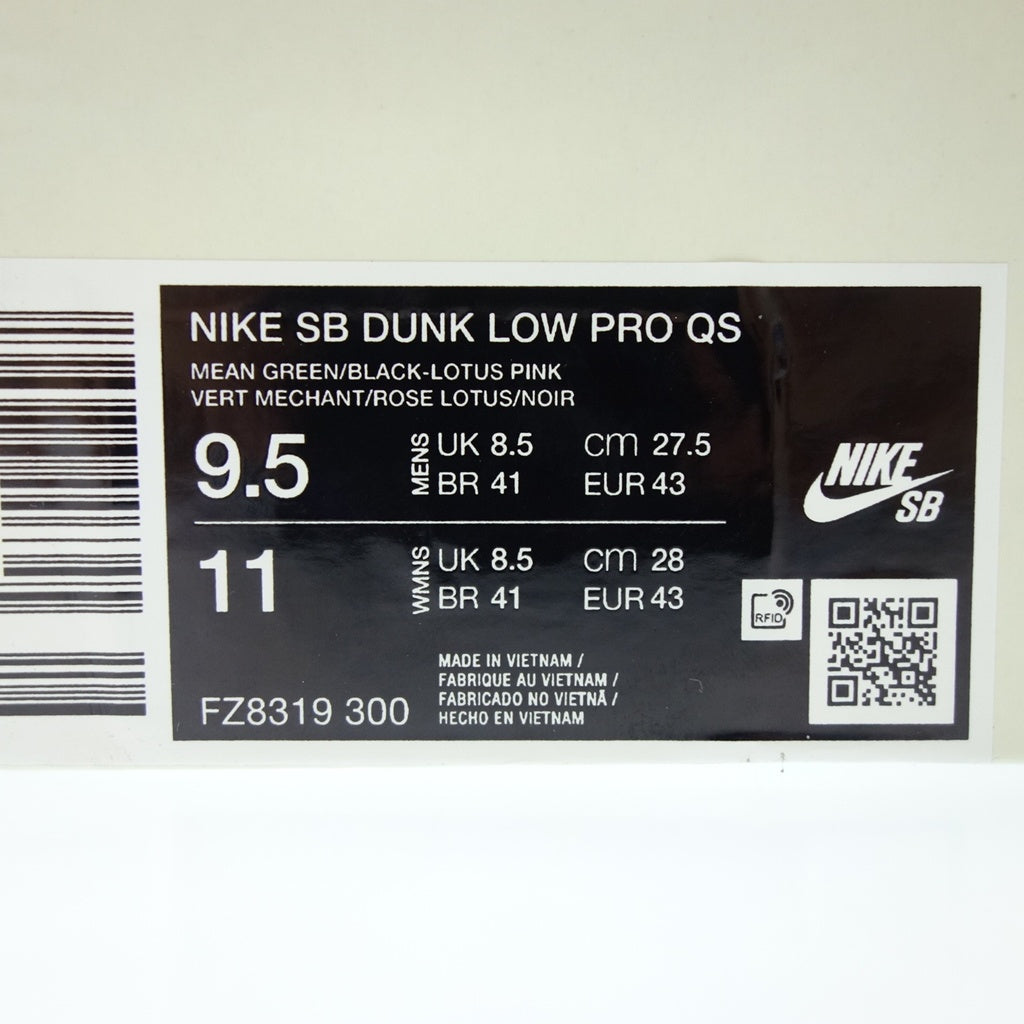 NIKE SB DUNK LOW PRO QS
MEAN GREEN/BLACK-LOTUS PINK
VERT MECHANT/ROSE LOTUS/NOIR
9.5 MENS UK 8.5 cm 27.5
BR 41 EUR 43
11 WMNS UK 8.5 cm 28
BR 41 EUR 43
NIKE
SB
RFID
MADE IN VIETNAM /
FABRIQUE AU VIETNAM /
FABRICADO NO VIETNÃ /
HECHO EN VIETNAM
FZ8319 300